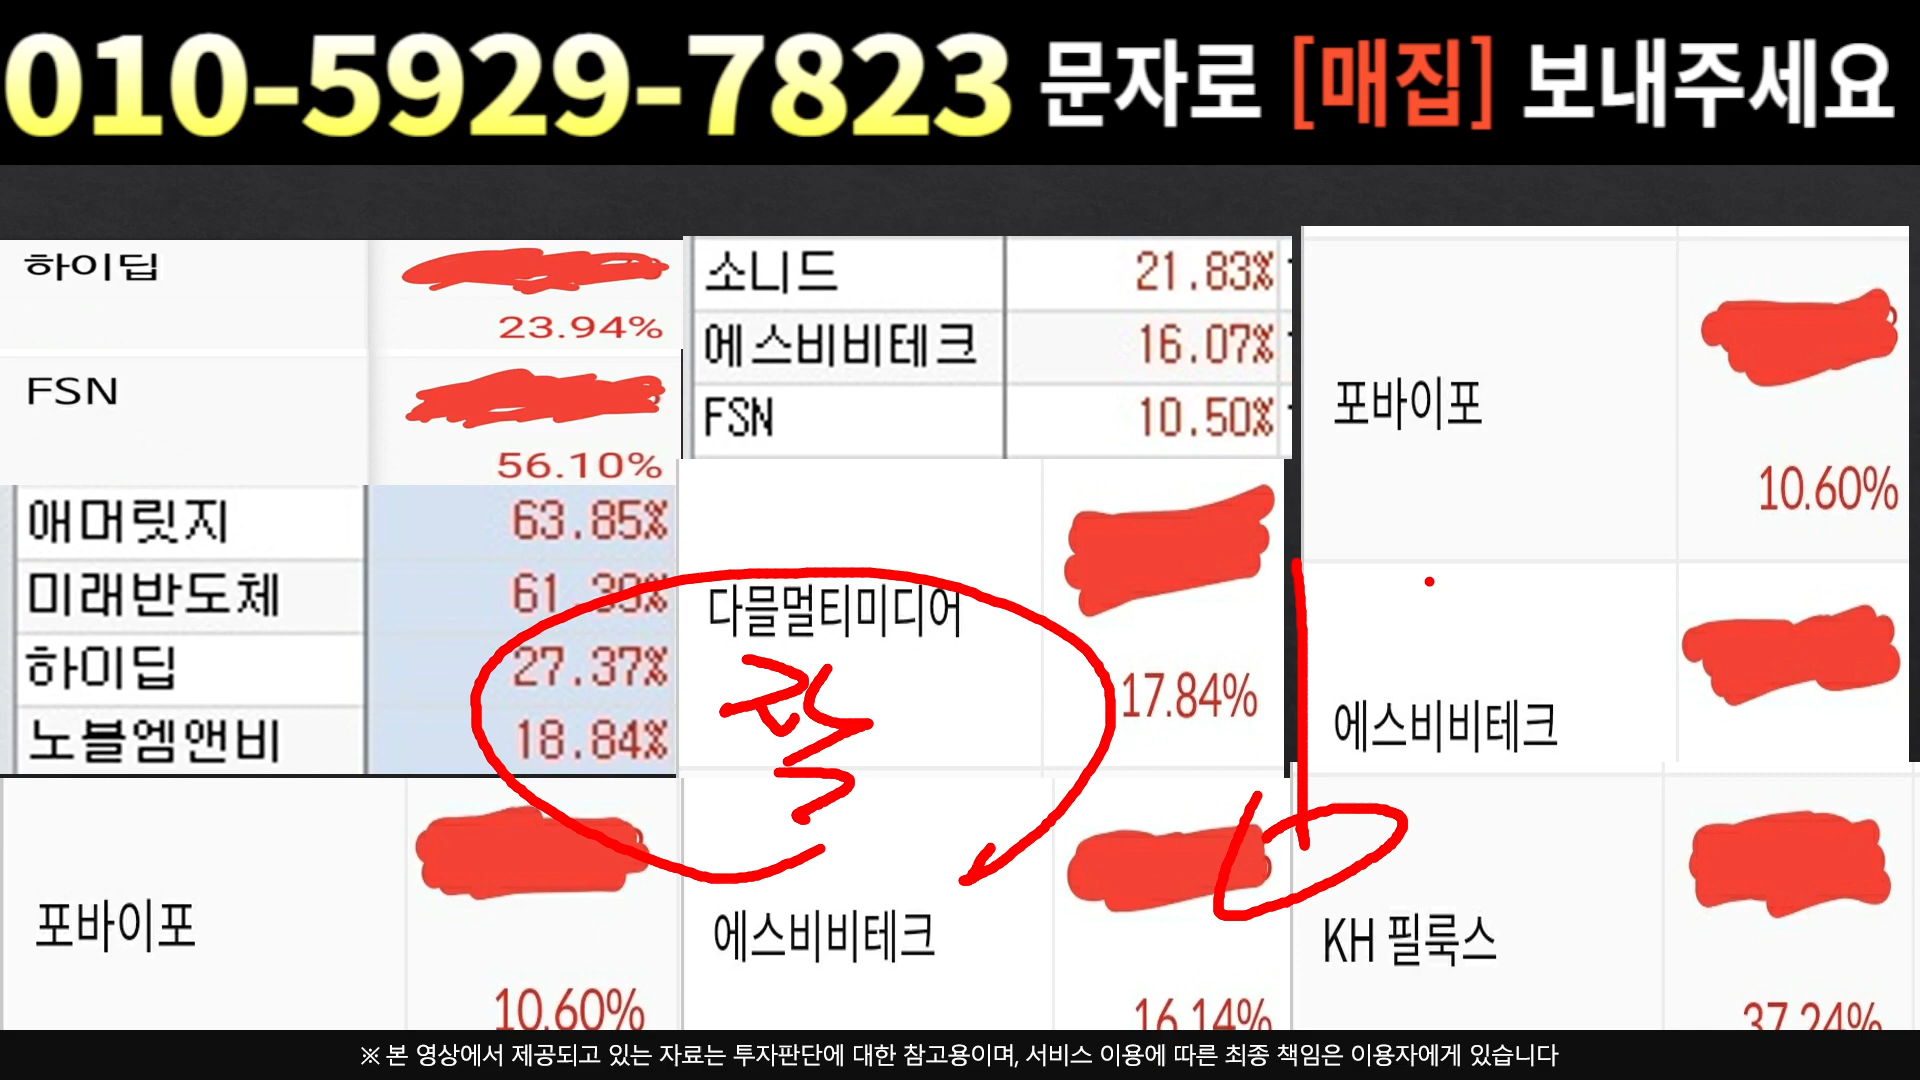 010-5929-7823 문자로 [매집] 보내주세요
하이딥
23.94%
FSN
56.10%
애머릿지 63.85%
미래반도체 61.39%
하이딥 27.37%
노블엠앤비 18.84%
소니드 21.83%
에스비비테크 16.07%
FSN 10.50%
다믈멀티미디어
17.84%
포바이포
10.60%
에스비비테크
포바이포
10.60%
에스비비테크
16.14%
KH 필룩스
37.24%
※ 본 영상에서 제공되고 있는 자료는 투자판단에 대한 참고용이며, 서비스 이용에 따른 최종 책임은 이용자에게 있습니다